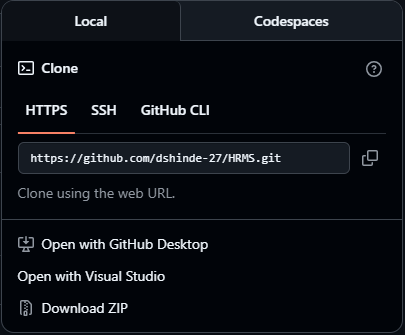 Local Codespaces
Clone
HTTPS SSH GitHub CLI
https://github.com/dshinde-27/HRMS.git
Clone using the web URL.
Open with GitHub Desktop
Open with Visual Studio
Download ZIP